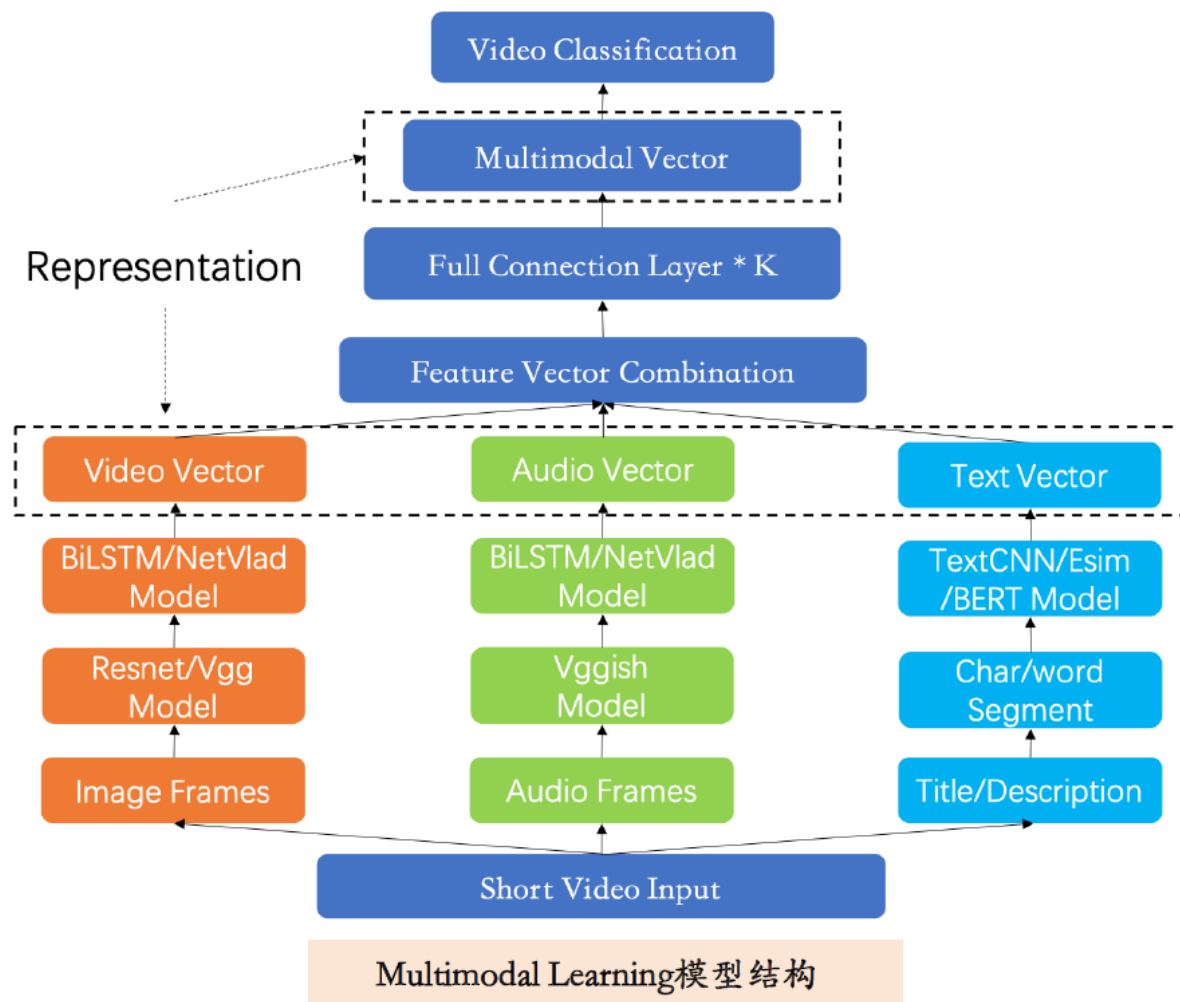 Video Classification
Multimodal Vector
Representation
Full Connection Layer * K
Feature Vector Combination
Video Vector
Audio Vector
Text Vector
BiLSTM/NetVlad
Model
BiLSTM/NetVlad
Model
TextCNN/Esim
/BERT Model
Resnet/Vgg
Model
Vggish
Model
Char/word
Segment
Image Frames
Audio Frames
Title/Description
Short Video Input
Multimodal Learning模型结构